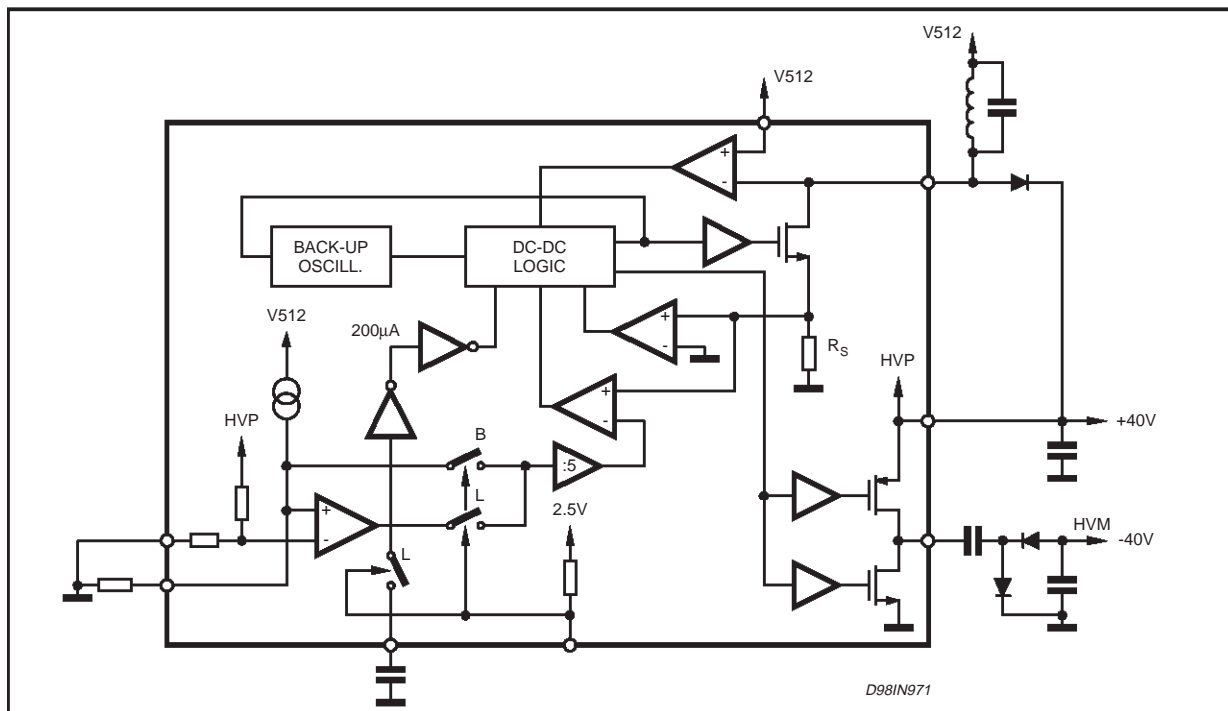 V512
V512
+
-
BACK-UP
OSCILL.
DC-DC
LOGIC
V512
200μA
+
-
RS
HVP
HVP
+
-
+40V
B
:5
L
2.5V
+
-
L
HVM
-40V
D98IN971